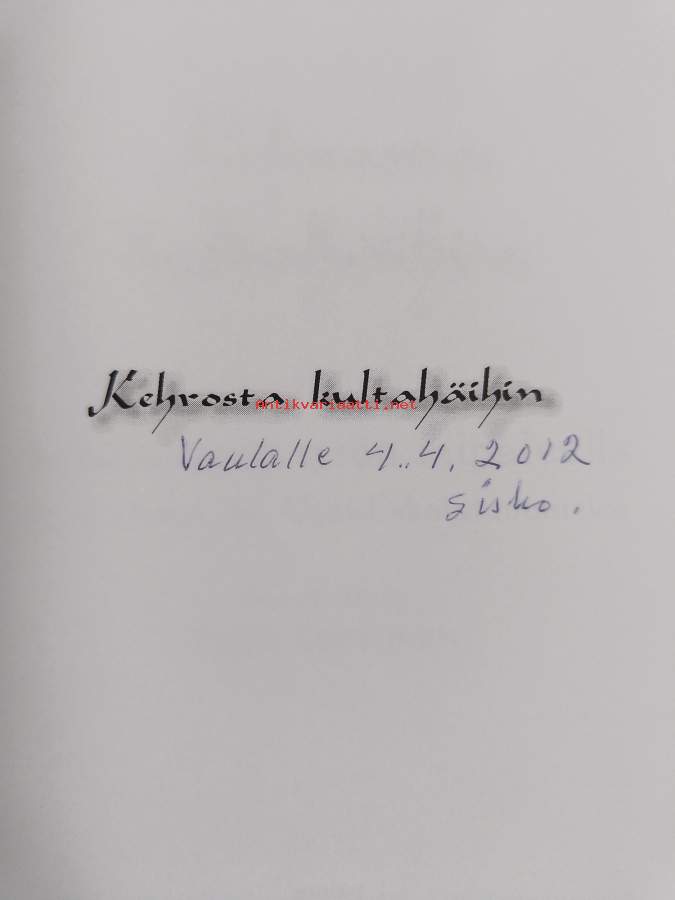 Kehrosta kultahäihin
Antikvariaatti.net
Vaulalle 4.. 4. 2012
Sisko.